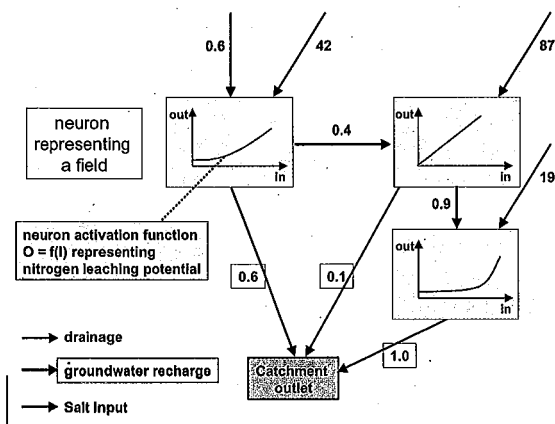 0.6
42
87
out
in
0.4
out
in
neuron
representing
a field
19
0.9
neuron activation function
O = f(I) representing
nitrogen leaching potential
out
in
0.6
0.1
1.0
drainage
groundwater recharge
Salt Input
Catchment
outlet